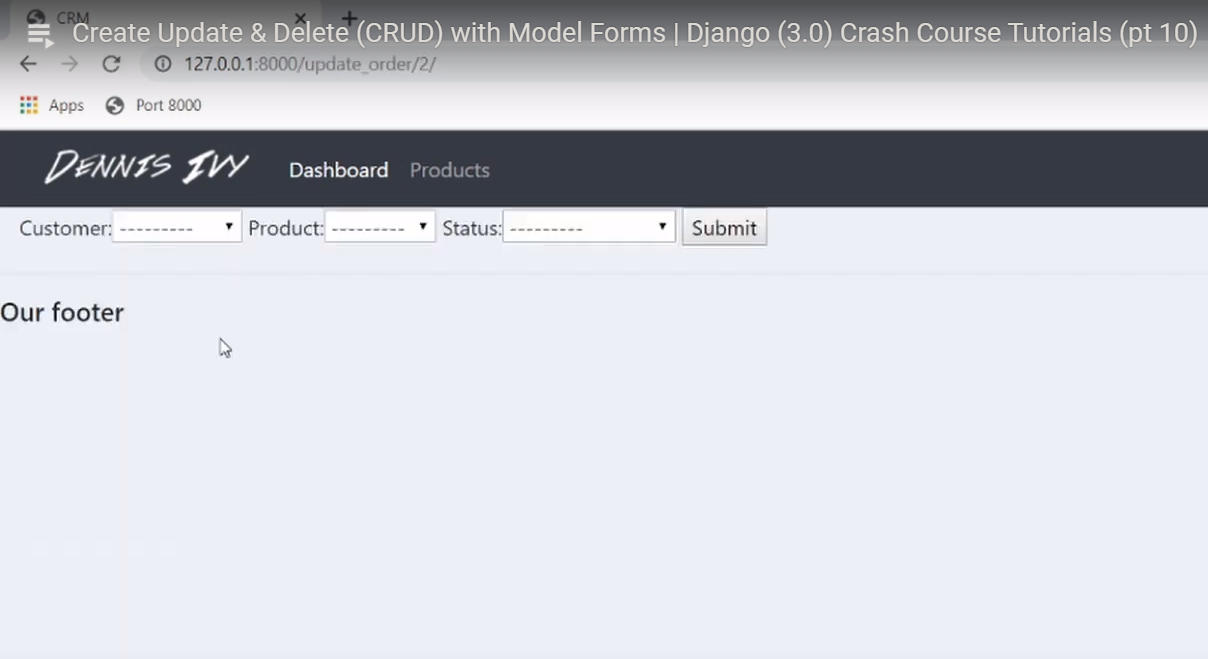 CRM
Create Update & Delete (CRUD) with Model Forms | Django (3.0) Crash Course Tutorials (pt 10)
127.0.0.1:8000/update_order/2/
Apps Port 8000
DENNIS IVY Dashboard Products
Customer: --------- Product: --------- Status: --------- Submit
Our footer